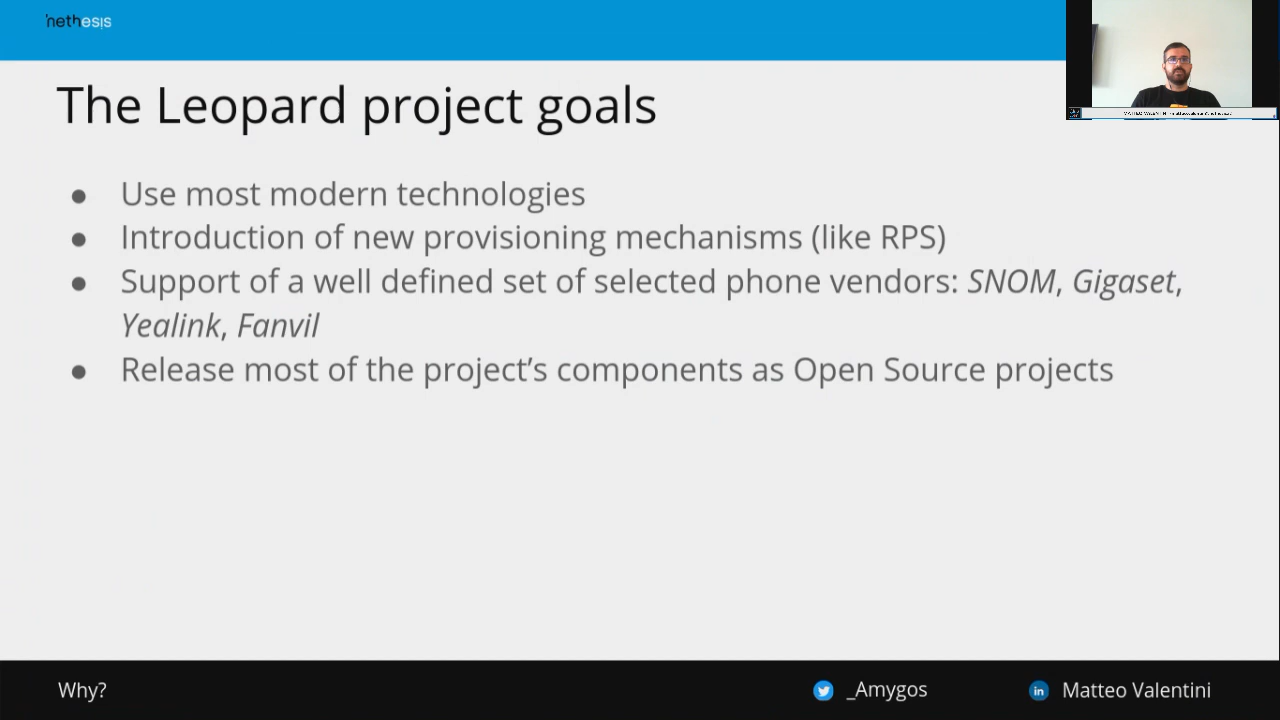 'nethesis
The Leopard project goals
● Use most modern technologies
● Introduction of new provisioning mechanisms (like RPS)
● Support of a well defined set of selected phone vendors: SNOM, Gigaset,
Yealink, Fanvil
● Release most of the project's components as Open Source projects
Why?
_Amygos
in
Matteo Valentini